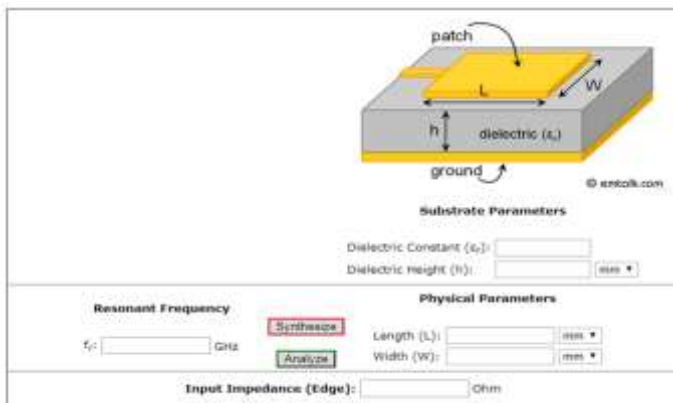 patch
L
W
h
dielectric (εr)
ground
© emtalk.com
Substrate Parameters
Dielectric Constant (εr):
Dielectric Height (h):
mm
Resonant Frequency
Physical Parameters
Synthesize
Length (L):
mm
fr:
GHz
Analyze
Width (W):
mm
Input Impedance (Edge):
Ohm